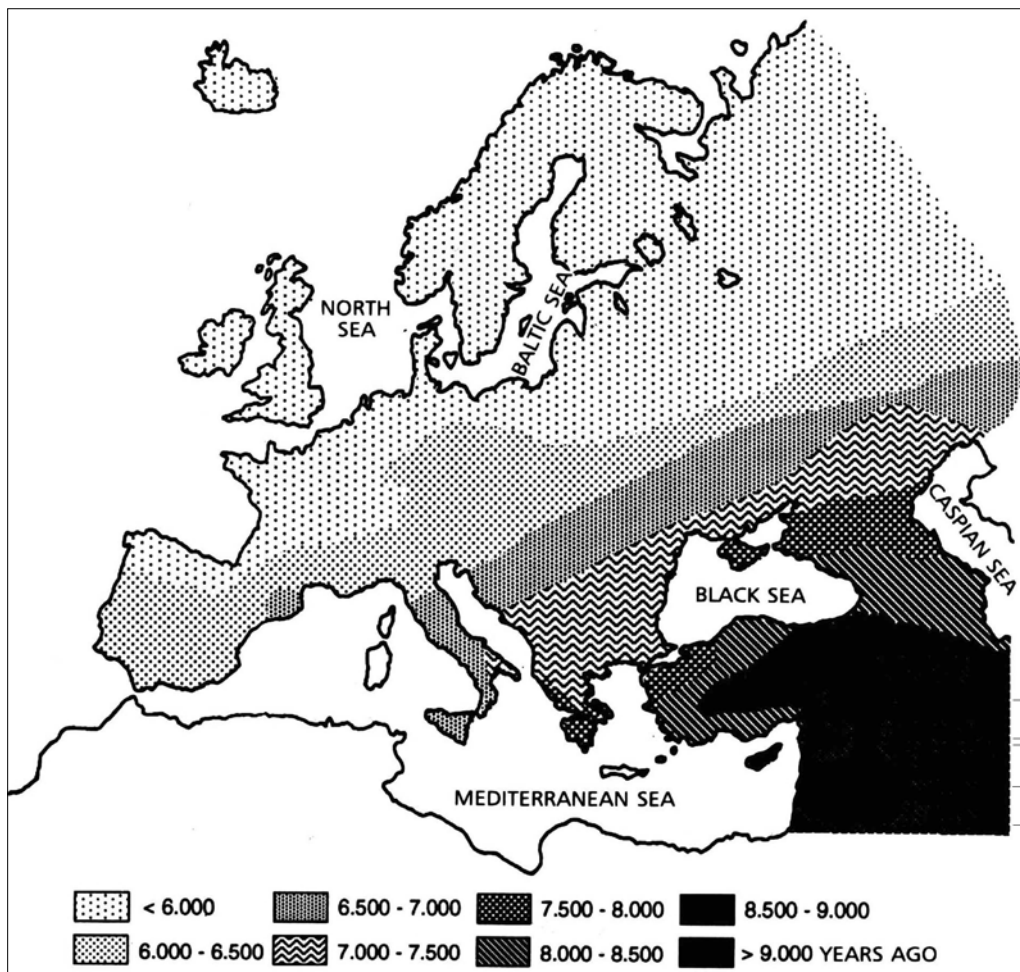 NORTH
SEA
BALTIC SEA
CASPIAN SEA
BLACK SEA
MEDITERRANEAN SEA
< 6.000
6.500 - 7.000
7.500 - 8.000
8.500 - 9.000
6.000 - 6.500
7.000 - 7.500
8.000 - 8.500
> 9.000 YEARS AGO